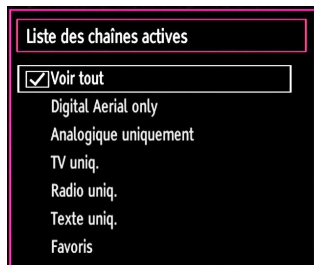 Liste des chaînes actives
Voir tout
Digital Aerial only
Analogique uniquement
TV uniq.
Radio uniq.
Texte uniq.
Favoris